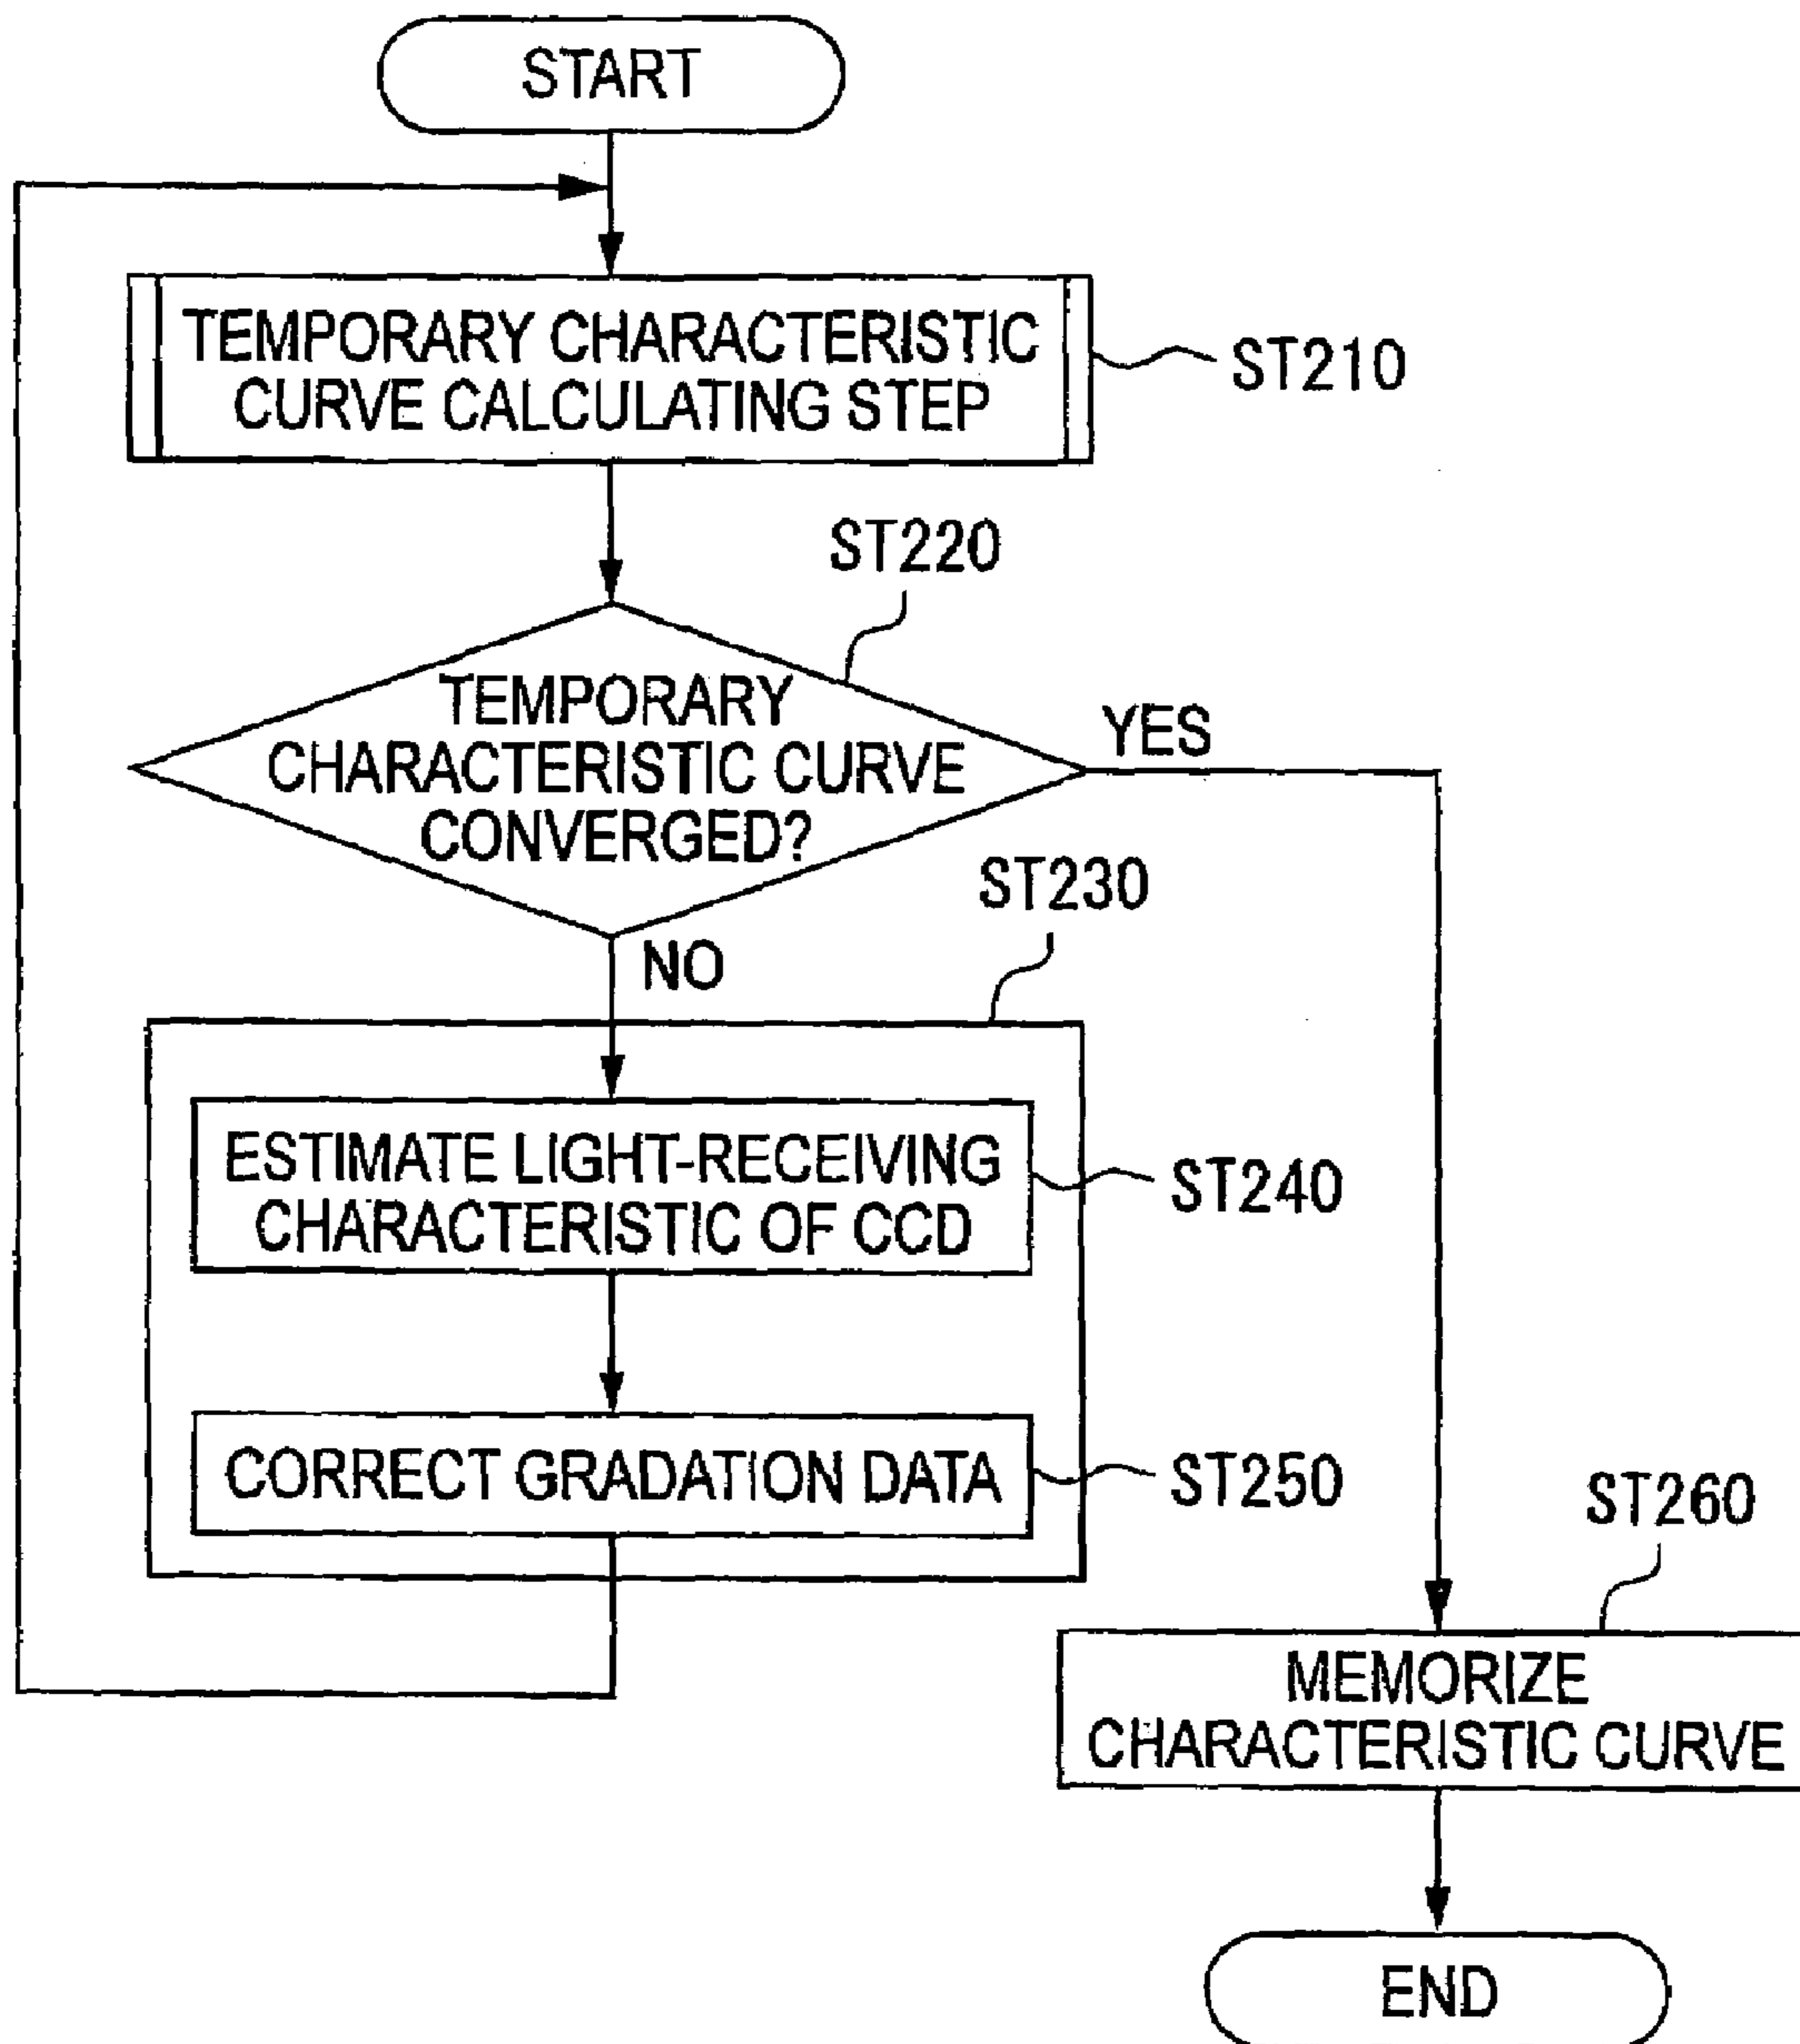 START
TEMPORARY CHARACTERISTIC
CURVE CALCULATING STEP
ST210
ST220
TEMPORARY
CHARACTERISTIC CURVE
CONVERGED?
YES
ST230
NO
ESTIMATE LIGHT-RECEIVING
CHARACTERISTIC OF CCD
ST240
CORRECT GRADATION DATA
ST250
ST260
MEMORIZE
CHARACTERISTIC CURVE
END